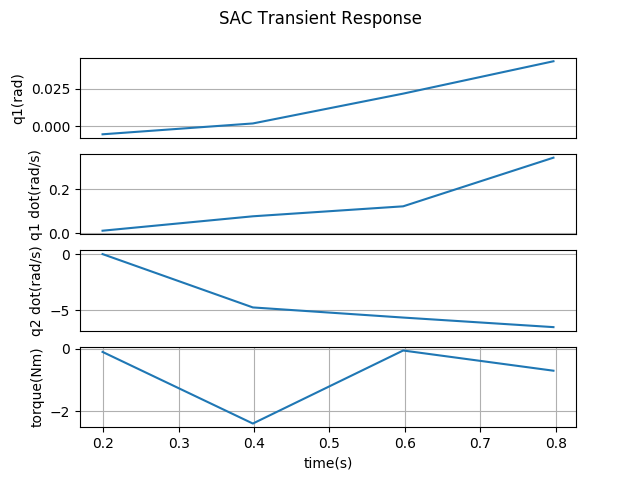 SAC Transient Response
q1(rad)
0.025
0.000
q1 dot(rad/s)
0.2
0.0
q2 dot(rad/s)
0
−5
torque(Nm)
0
−2
0.2 0.3 0.4 0.5 0.6 0.7 0.8
time(s)